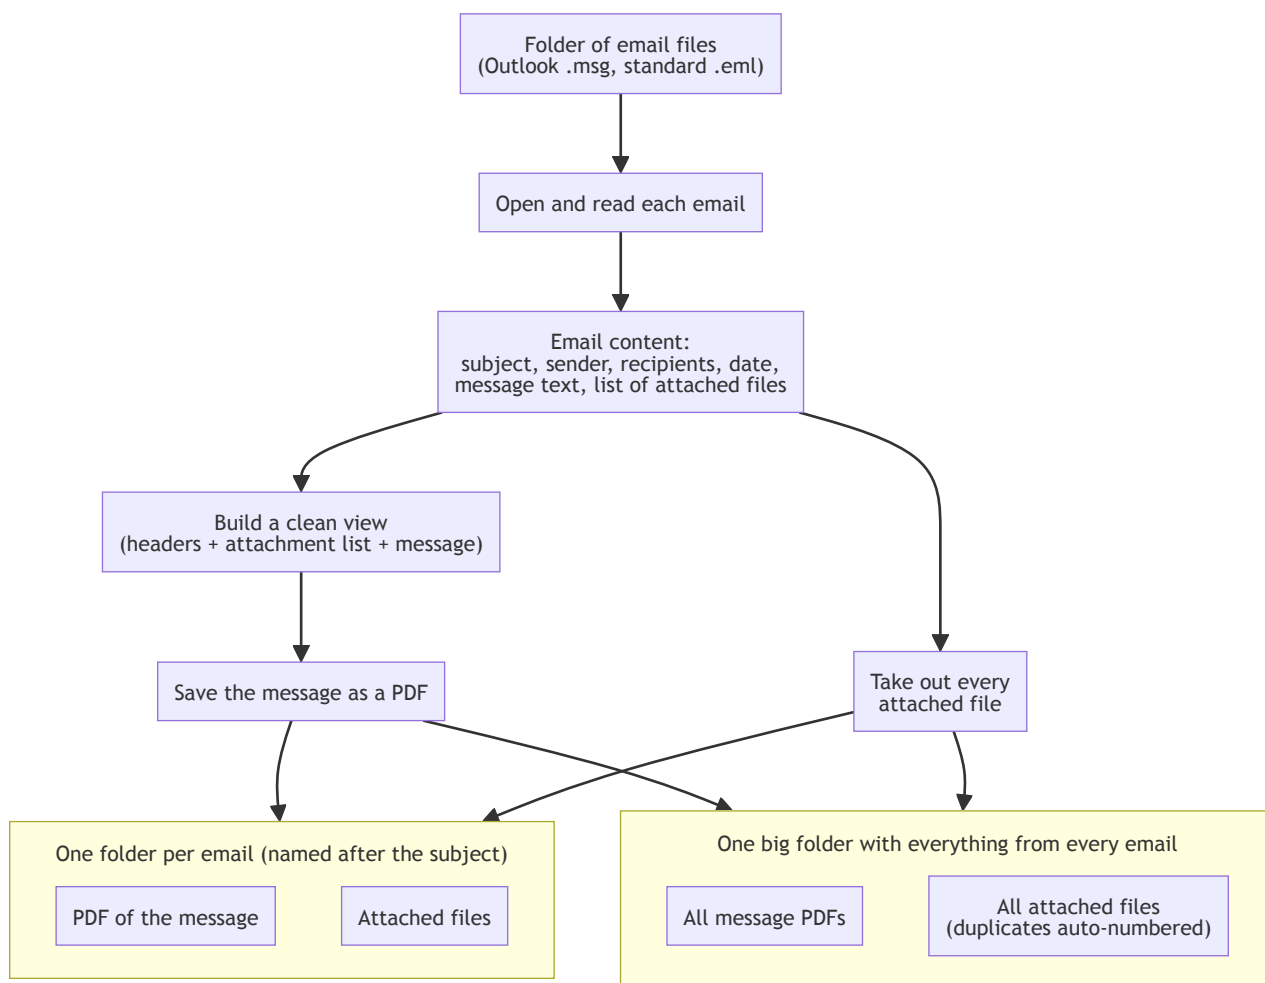 Folder of email files
(Outlook .msg, standard .eml)
Open and read each email
Email content:
subject, sender, recipients, date,
message text, list of attached files
Build a clean view
(headers + attachment list + message)
Save the message as a PDF
Take out every
attached file
One folder per email (named after the subject)
PDF of the message
Attached files
One big folder with everything from every email
All message PDFs
All attached files
(duplicates auto-numbered)